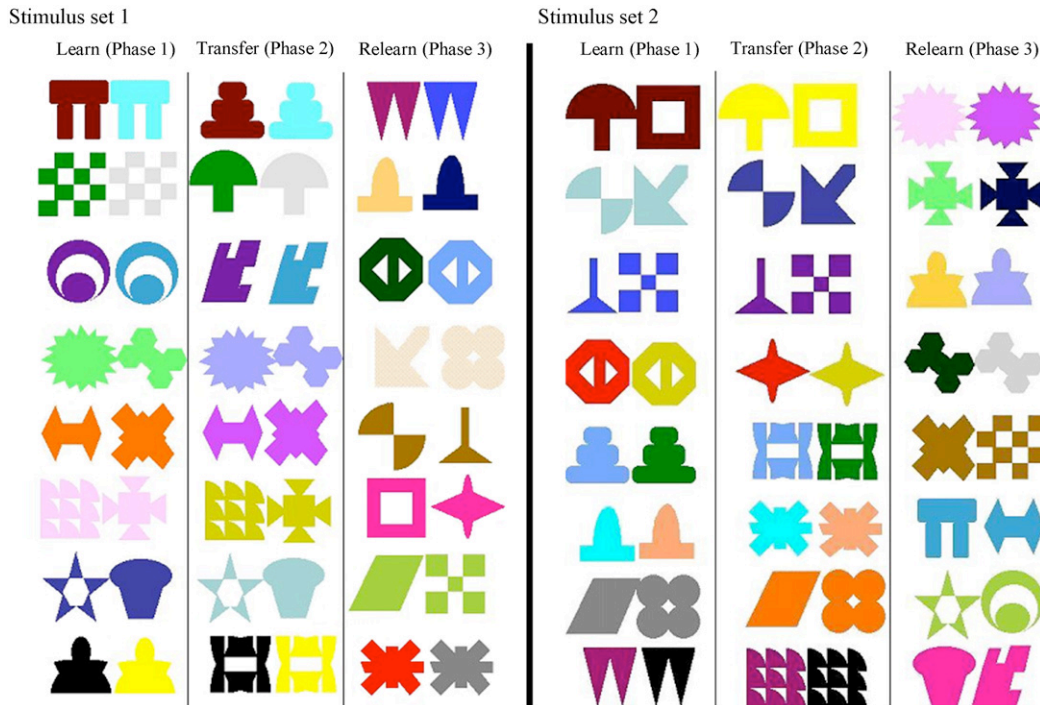 Stimulus set 1
Learn (Phase 1) Transfer (Phase 2) Relearn (Phase 3)
Stimulus set 2
Learn (Phase 1) Transfer (Phase 2) Relearn (Phase 3)